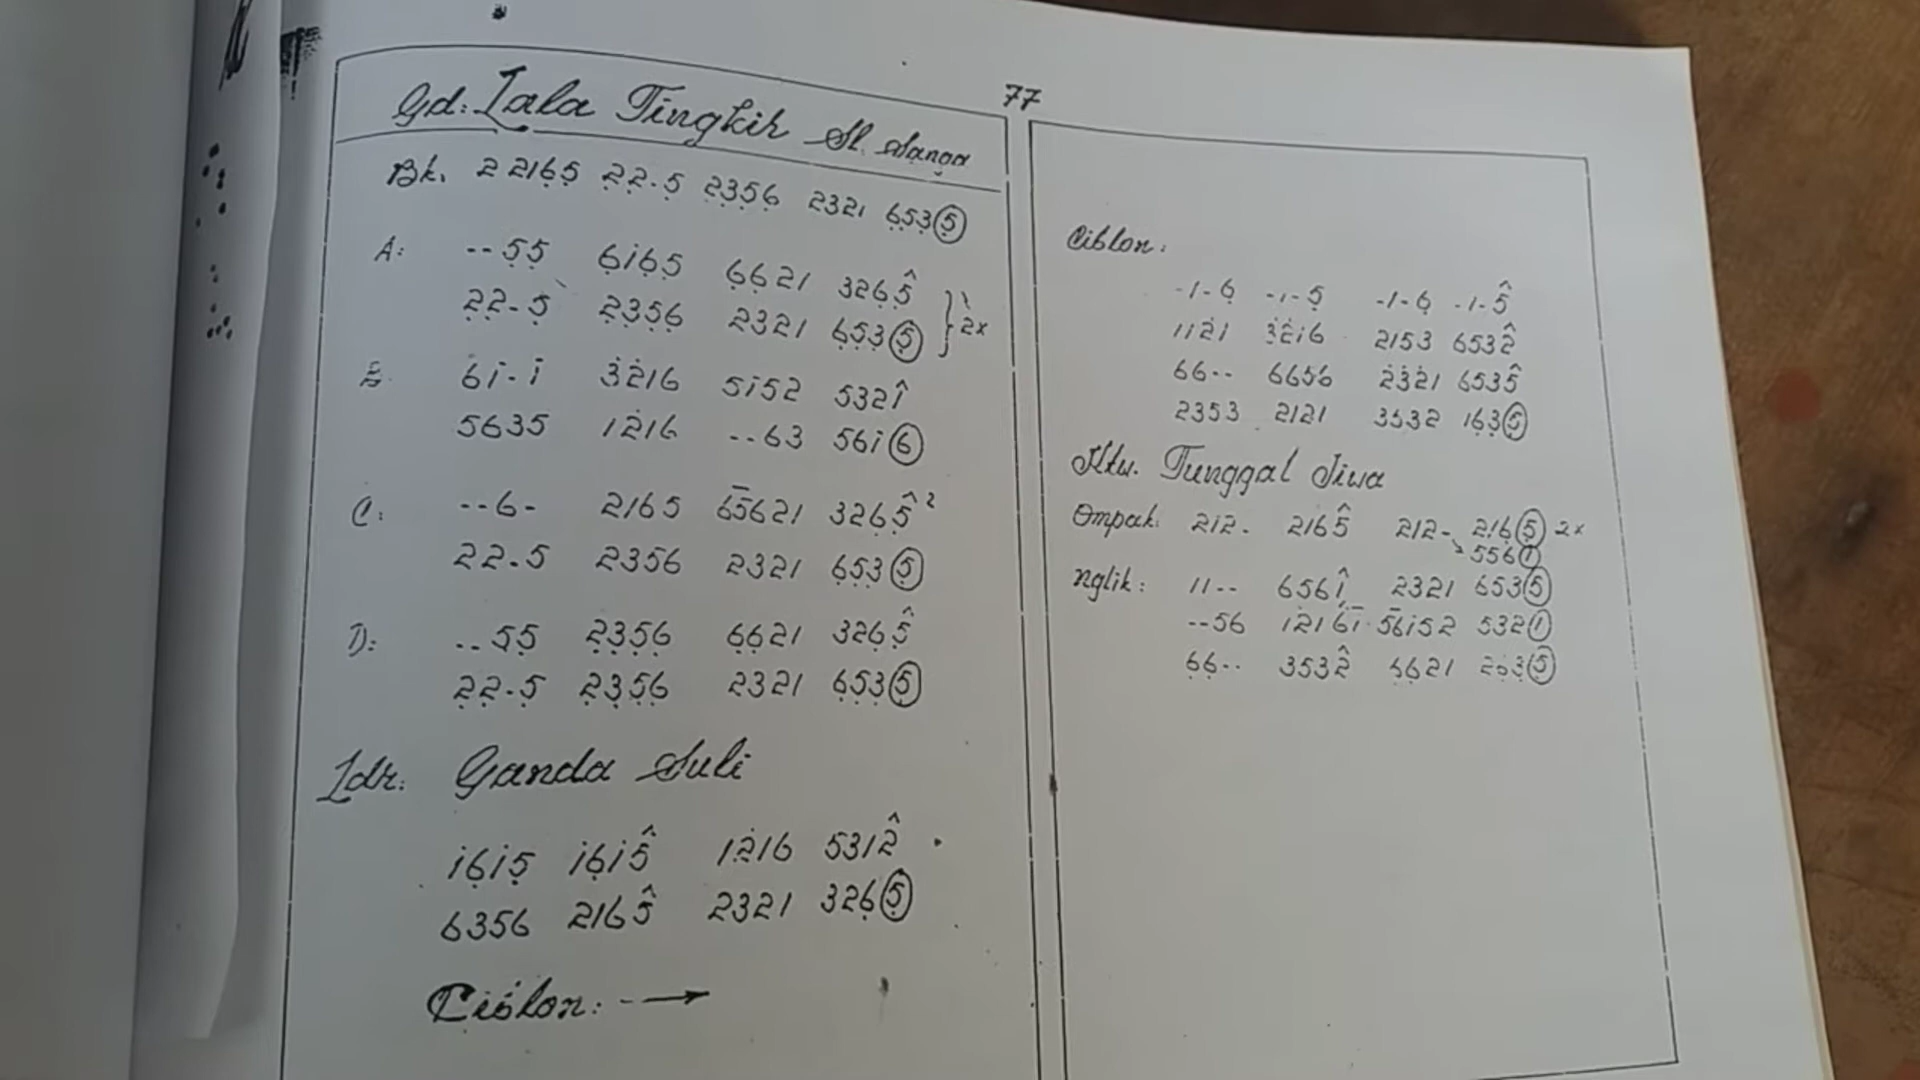 77
Gd: Lala Tingkir Sl. Sanga
Bk. 2 2165 22.5 2356 2321 6535
A: --55 6165 6621 3265
22-5 2356 2321 6535 } 2x
B. 61-1 3216 5152 5321
5635 1216 --63 5616
C: --6- 2165 65621 3265 2
22.5 2356 2321 6535
D: --55 2356 6621 3265
22.5 2356 2321 6535
Ldr: Ganda Suli
1615 1615 1216 5312
6356 2165 2321 3265
Ciblon: -→
Ciblon:
-1-6 -1-5 -1-6 -1-5
1121 3216 2153 6532
66-- 6656 2321 6535
2353 2121 3532 1635
Ktw. Tunggal Jiwa
Ompak: 212. 2165 212- 2165 2x
5561
Nglik: 11-- 6561 2321 6535
--56 12161.56152 5321
66.. 3532 6621